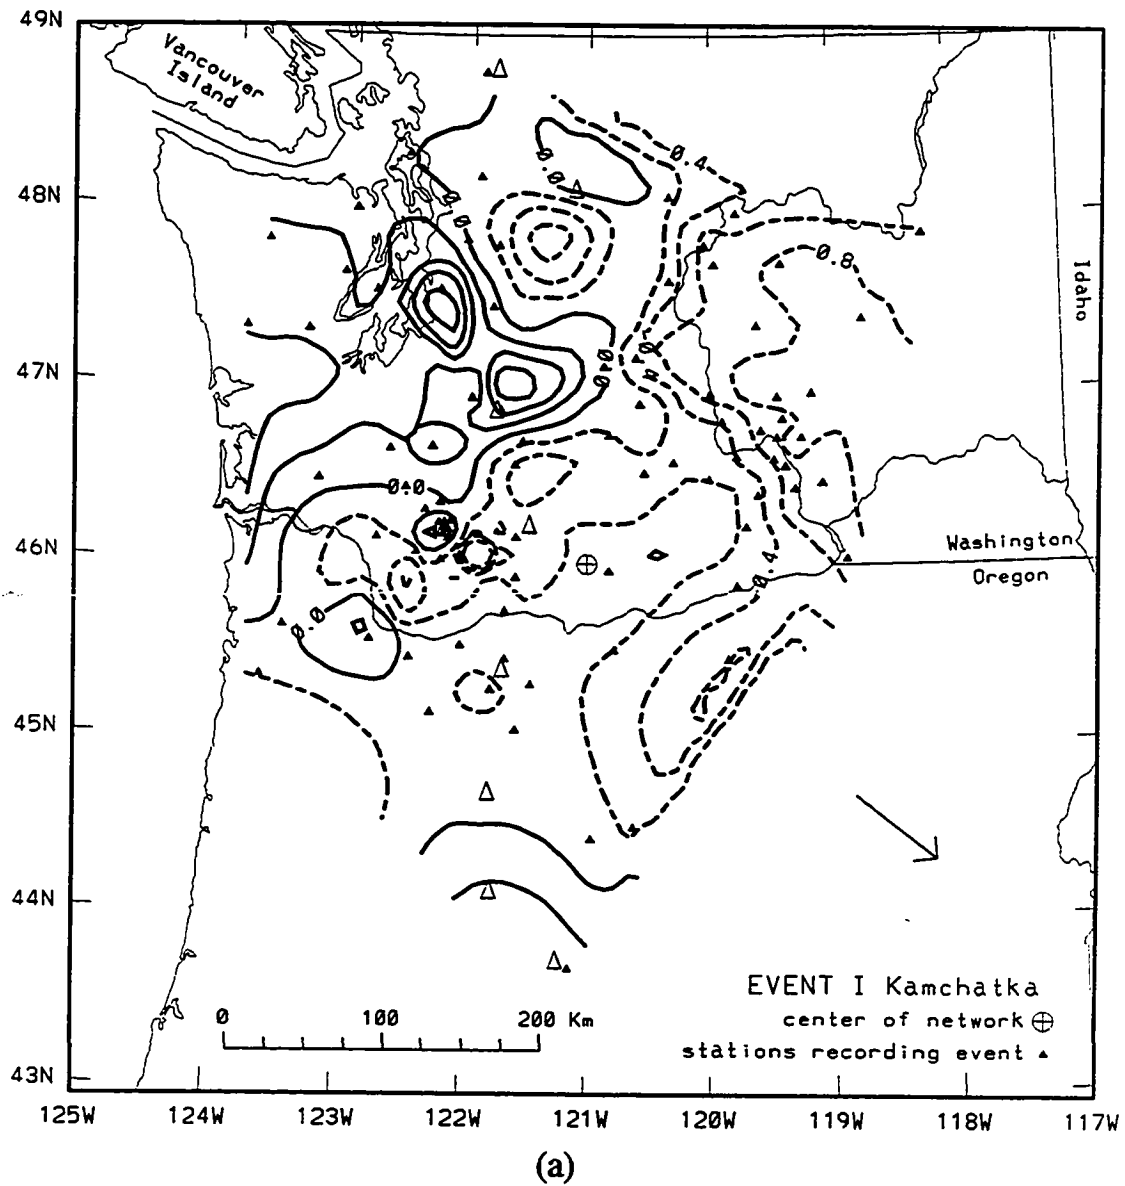 49N
Vancouver
Island
0.4
48N
0.8
Idaho
47N
0.0
46N
Washington
Oregon
0.4
0.0
45N
44N
EVENT I Kamchatka
center of network
0 100 200 Km
stations recording event
43N
125W 124W 123W 122W 121W 120W 119W 118W 117W
(a)